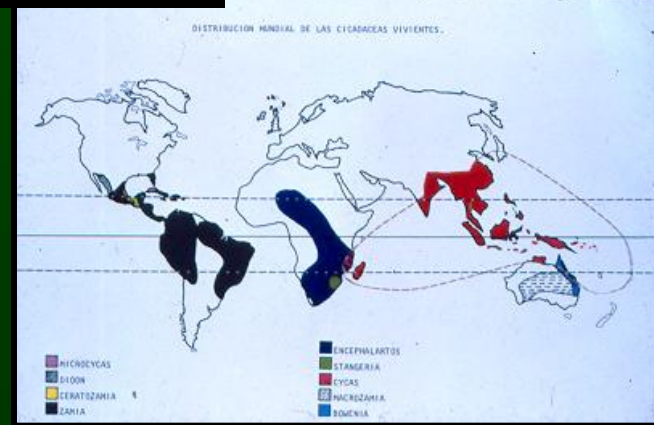 DISTRIBUCION MUNDIAL DE LAS CICADACEAS VIVIENTES.
MICROCYCAS
DIOON
CERATOZAMIA
ZAMIA
ENCEPHALARTOS
STANGERIA
CYCAS
MACROZAMIA
BOWENIA